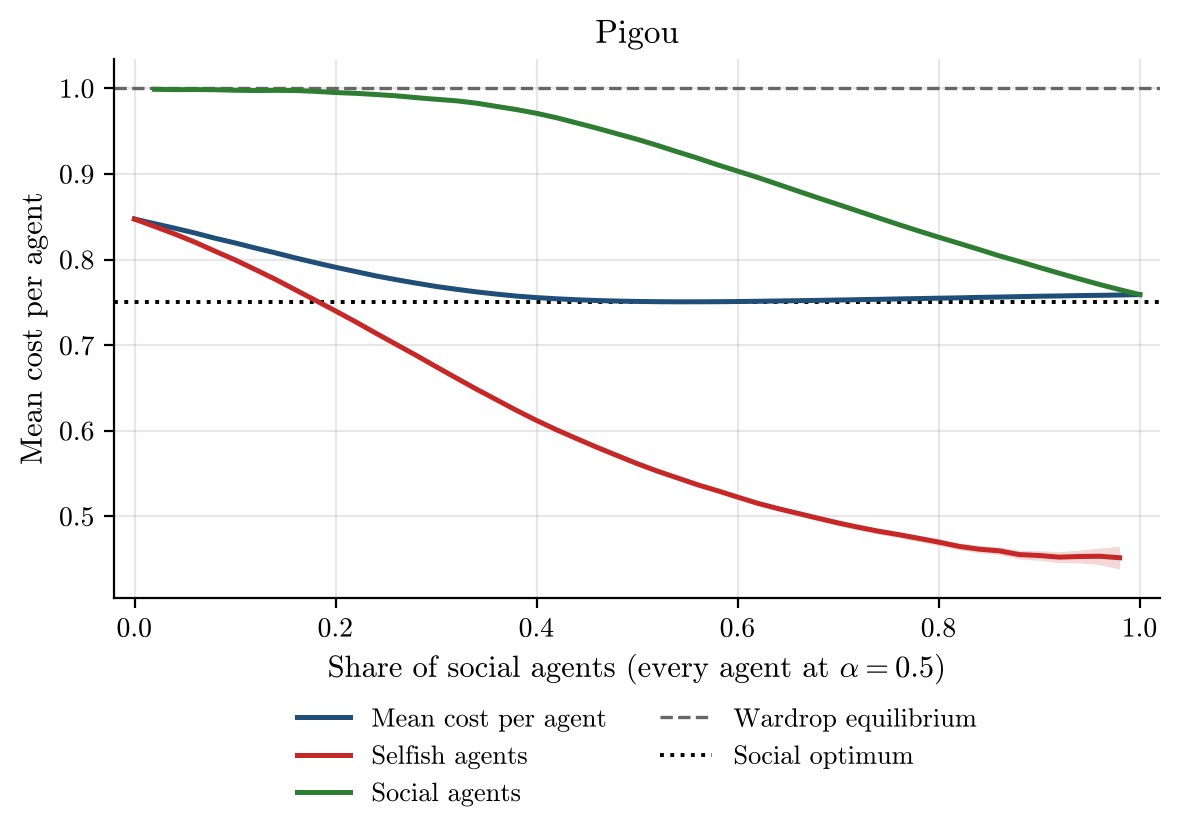 Pigou
Mean cost per agent
1.0
0.9
0.8
0.7
0.6
0.5
0.0 0.2 0.4 0.6 0.8 1.0
Share of social agents (every agent at α = 0.5)
Mean cost per agent
Selfish agents
Social agents
Wardrop equilibrium
Social optimum